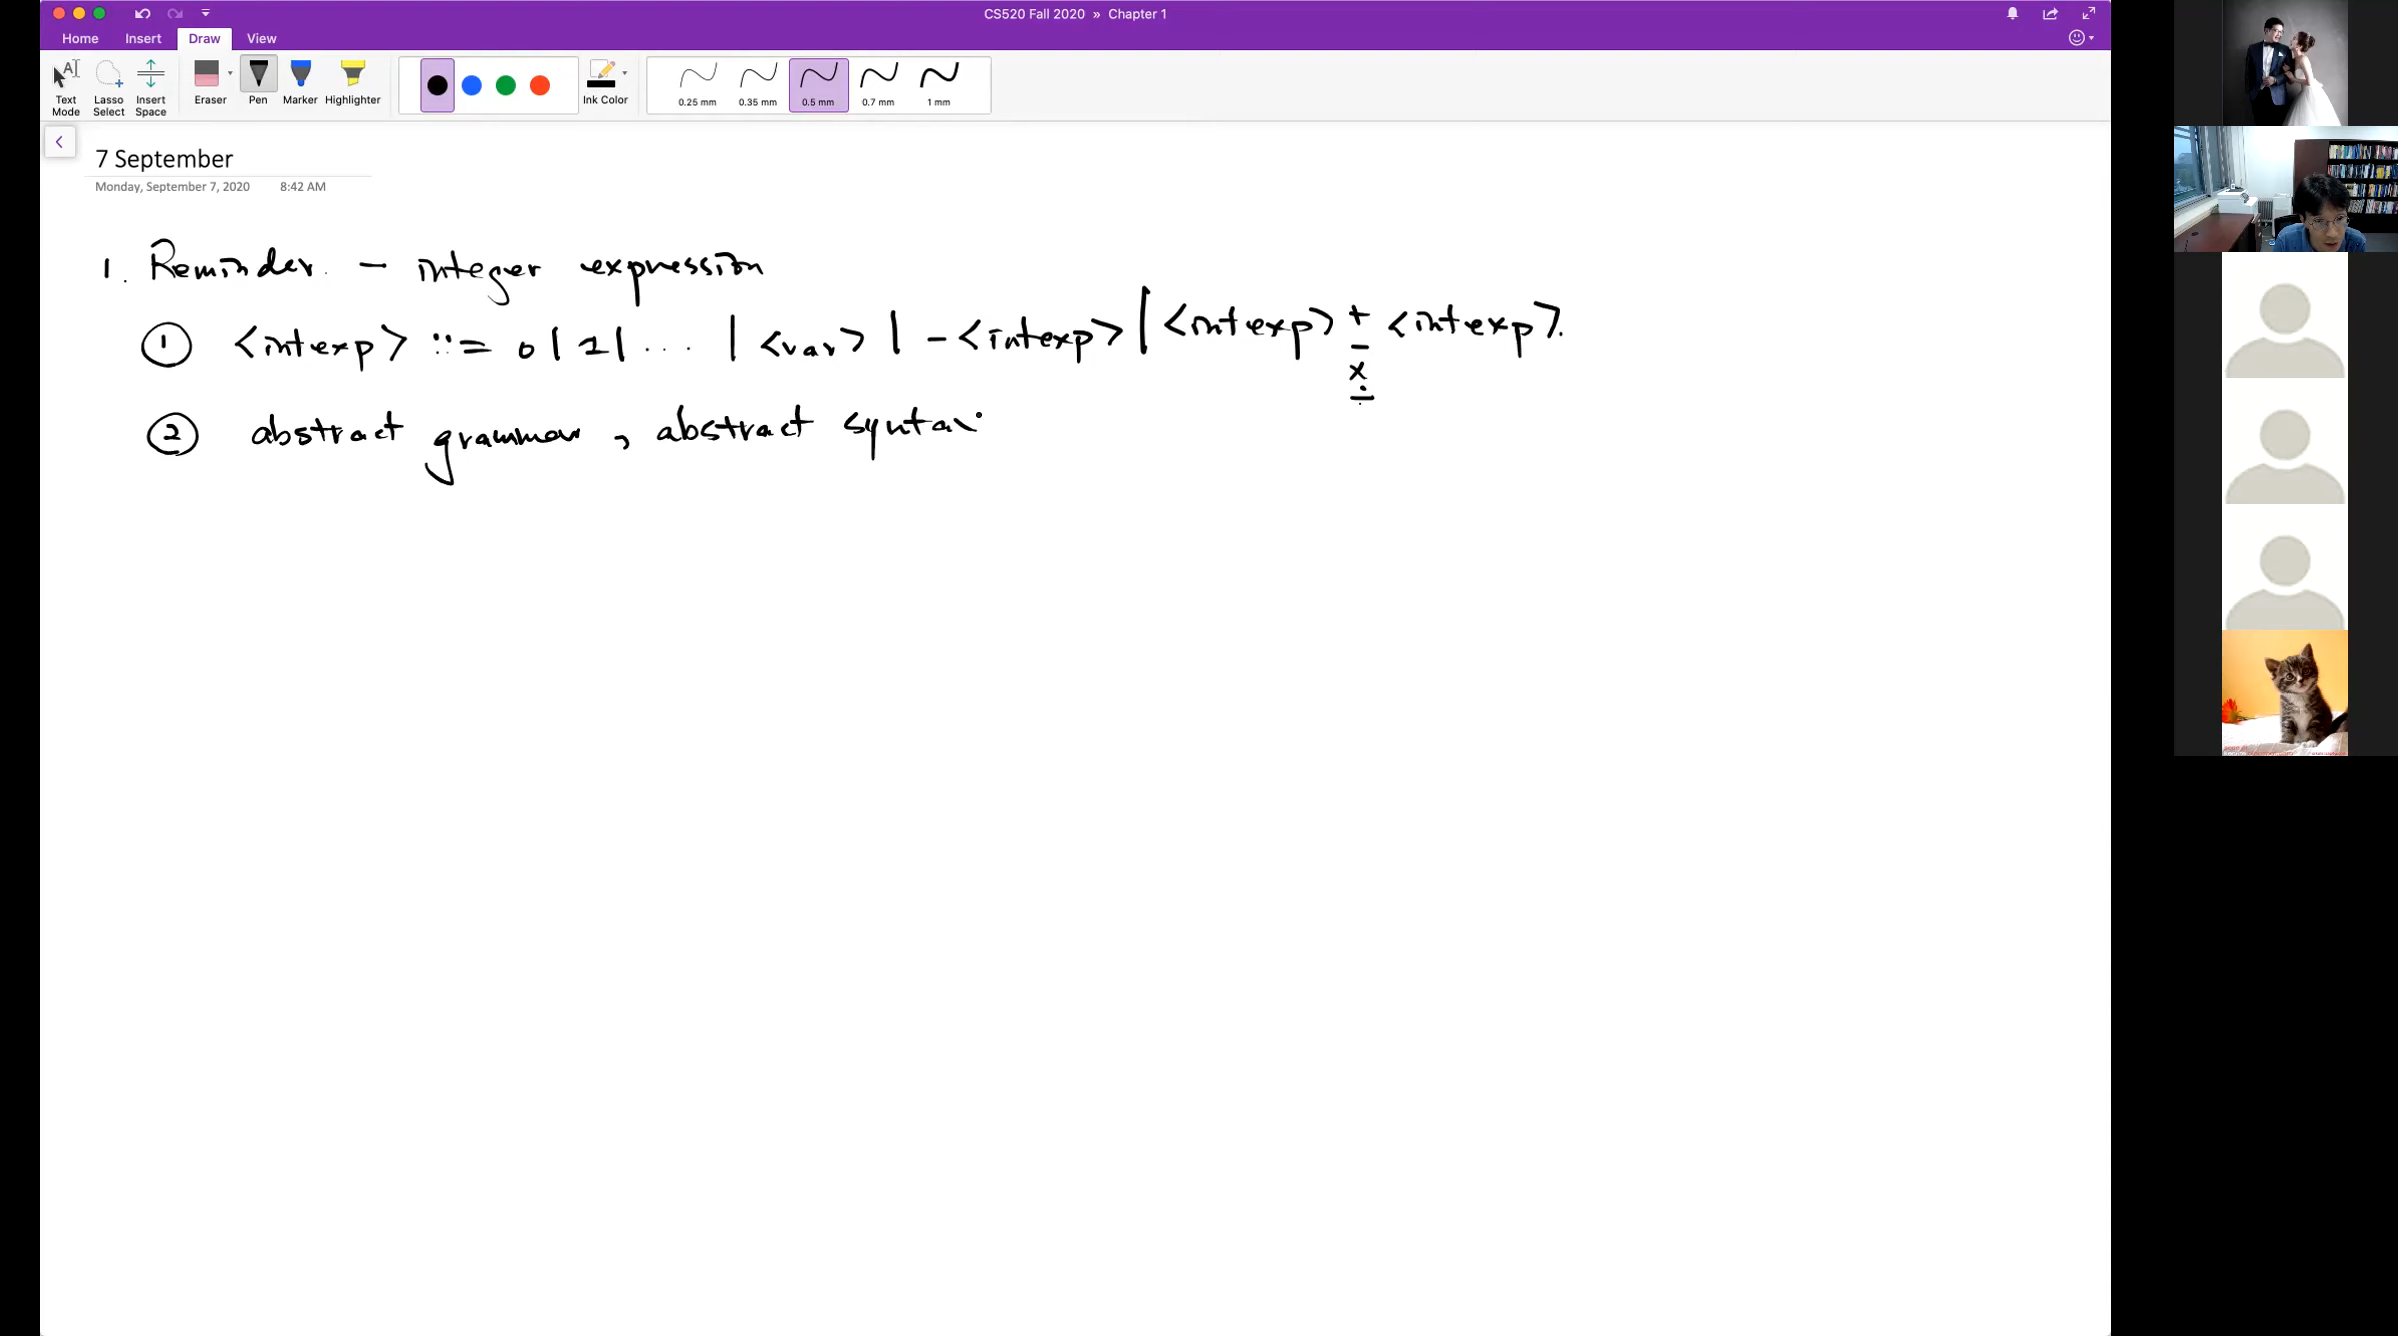 CS520 Fall 2020 » Chapter 1
Home Insert Draw View
Text Mode Lasso Select Insert Space Eraser Pen Marker Highlighter Ink Color 0.25 mm 0.35 mm 0.5 mm 0.7 mm 1 mm
7 September
Monday, September 7, 2020 8:42 AM
1. Reminder. – integer expression
① <intexp> ::= 0 | 1 | ... | <var> | -<intexp> | <intexp> + <intexp>.
-
×
÷
② abstract grammar, abstract syntax